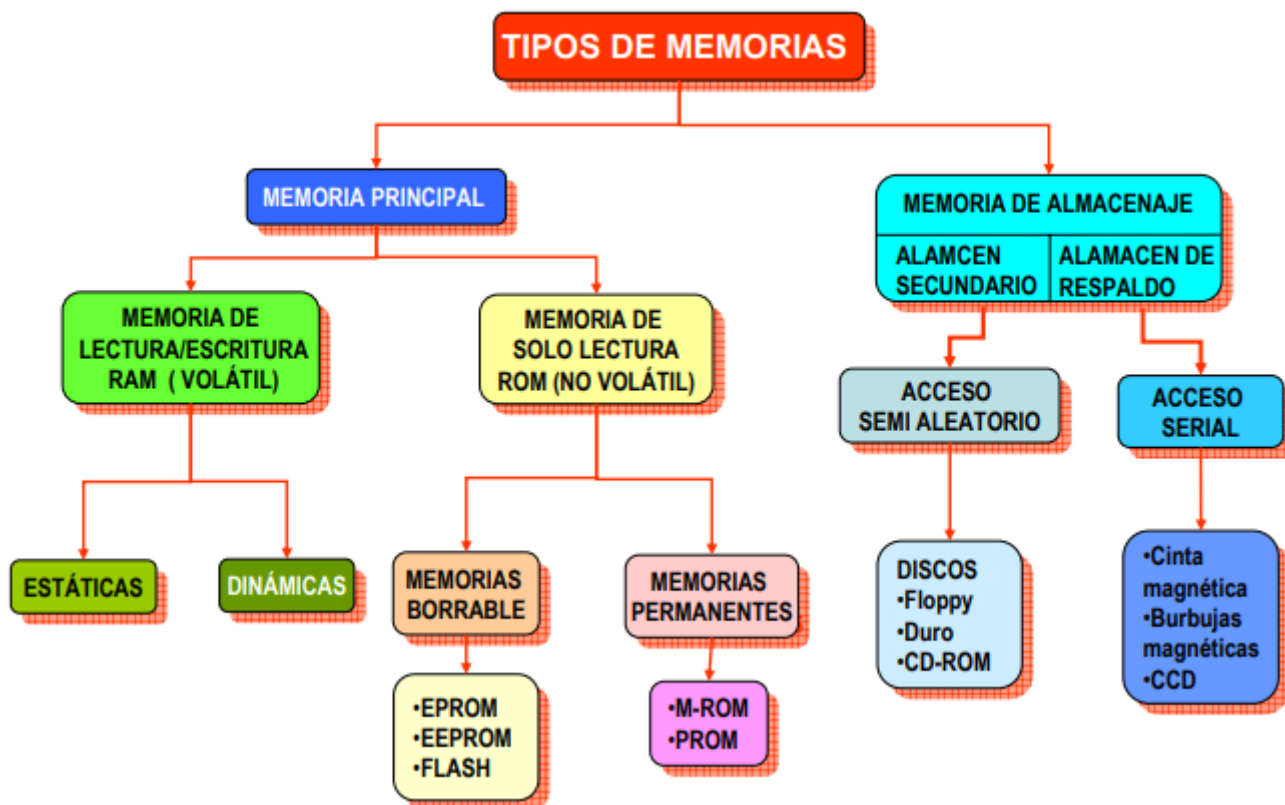 TIPOS DE MEMORIAS
MEMORIA PRINCIPAL
MEMORIA DE ALMACENAJE
ALAMCEN
SECUNDARIO
ALAMACEN DE
RESPALDO
MEMORIA DE
LECTURA/ESCRITURA
RAM ( VOLÁTIL)
MEMORIA DE
SOLO LECTURA
ROM (NO VOLÁTIL)
ACCESO
SEMI ALEATORIO
ACCESO
SERIAL
ESTÁTICAS
DINÁMICAS
MEMORIAS
BORRABLE
MEMORIAS
PERMANENTES
DISCOS
•Floppy
•Duro
•CD-ROM
•Cinta
magnética
•Burbujas
magnéticas
•CCD
•EPROM
•EEPROM
•FLASH
•M-ROM
•PROM